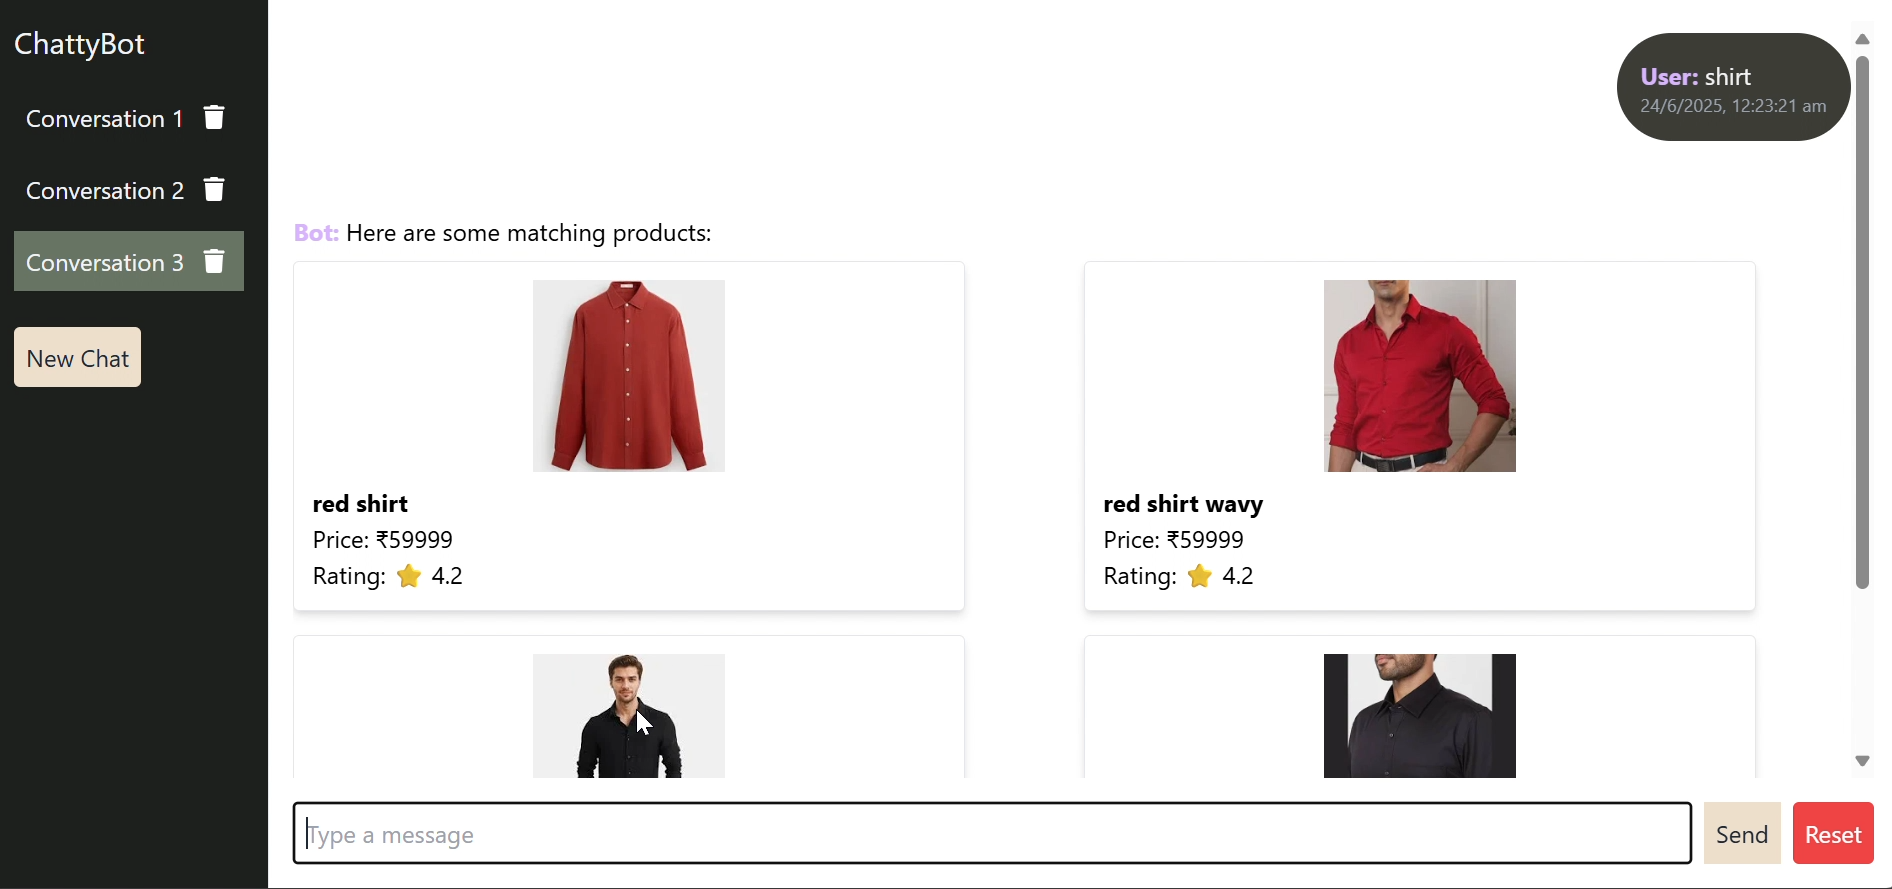 ChattyBot
Conversation 1
Conversation 2
Conversation 3
New Chat
User: shirt
24/6/2025, 12:23:21 am
Bot: Here are some matching products:
red shirt
Price: ₹59999
Rating: ⭐ 4.2
red shirt wavy
Price: ₹59999
Rating: ⭐ 4.2
Type a message
Send
Reset